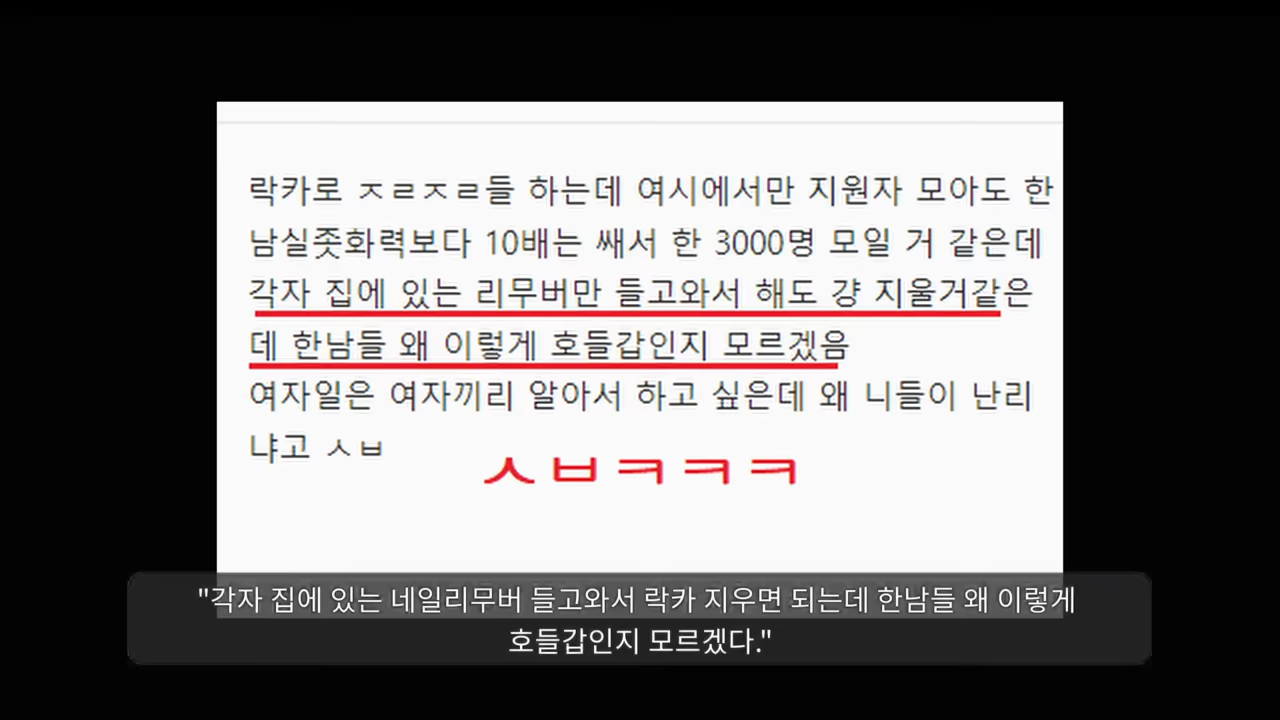 락카로 ㅈㄹㅈㄹ들 하는데 여시에서만 지원자 모아도 한
남실좆화력보다 10배는 쌔서 한 3000명 모일 거 같은데
각자 집에 있는 리무버만 들고와서 해도 걍 지울거같은
데 한남들 왜 이렇게 호들갑인지 모르겠음
여자일은 여자끼리 알아서 하고 싶은데 왜 니들이 난리
냐고 ㅅㅂ
ㅅㅂㅋㅋㅋ
"각자 집에 있는 네일리무버 들고와서 락카 지우면 되는데 한남들 왜 이렇게
호들갑인지 모르겠다."